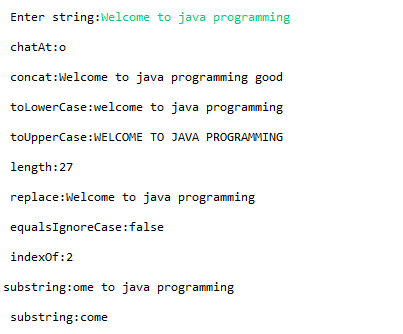 Enter string:Welcome to java programming
chatAt:o
concat:Welcome to java programming good
toLowerCase:welcome to java programming
toUpperCase:WELCOME TO JAVA PROGRAMMING
length:27
replace:Welcome to java programming
equalsIgnoreCase:false
indexOf:2
substring:ome to java programming
substring:come